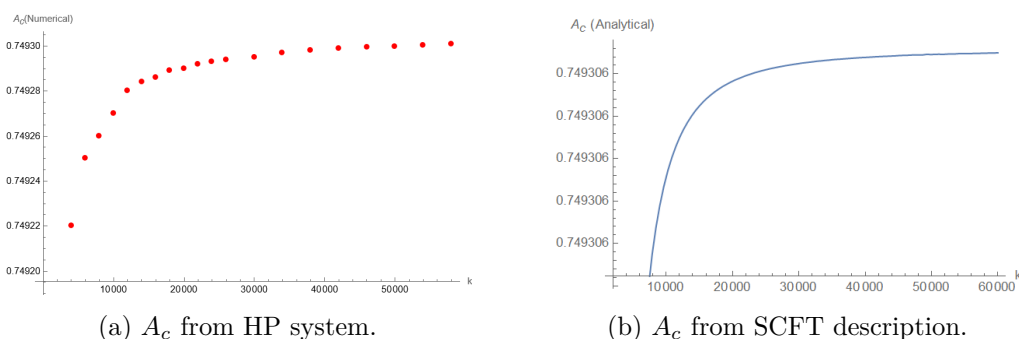 A_c(Numerical)
0.74930
0.74928
0.74926
0.74924
0.74922
0.74920
10000 20000 30000 40000 50000 k
(a) A_c from HP system.
A_c (Analytical)
0.749306
0.749306
0.749306
0.749306
0.749306
10000 20000 30000 40000 50000 60000 k
(b) A_c from SCFT description.